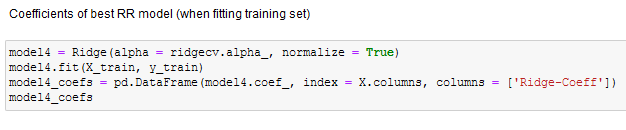 Coefficients of best RR model (when fitting training set)
model4 = Ridge(alpha = ridgecv.alpha_, normalize = True)
model4.fit(X_train, y_train)
model4_coefs = pd.DataFrame(model4.coef_, index = X.columns, columns = ['Ridge-Coeff'])
model4_coefs